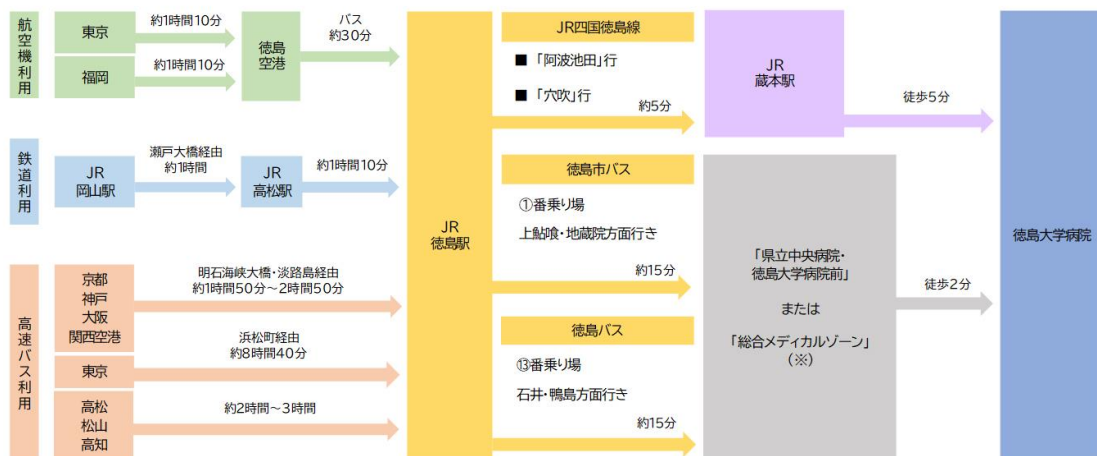 航空機利用
東京
約1時間10分
福岡
約1時間10分
徳島
空港
バス
約30分
鉄道利用
JR
岡山駅
瀬戸大橋経由
約1時間
JR
高松駅
約1時間10分
高速バス利用
京都
神戸
大阪
関西空港
明石海峡大橋・淡路島経由
約1時間50分～2時間50分
東京
浜松町経由
約8時間40分
高松
松山
高知
約2時間～3時間
JR
徳島駅
JR四国徳島線
■ 「阿波池田」行
■ 「穴吹」行
約5分
JR
蔵本駅
徒歩5分
徳島市バス
①番乗り場
上鮎喰・地蔵院方面行き
約15分
徳島バス
⑬番乗り場
石井・鴨島方面行き
約15分
「県立中央病院・
徳島大学病院前」
または
「総合メディカルゾーン」
（※）
徒歩2分
徳島大学病院